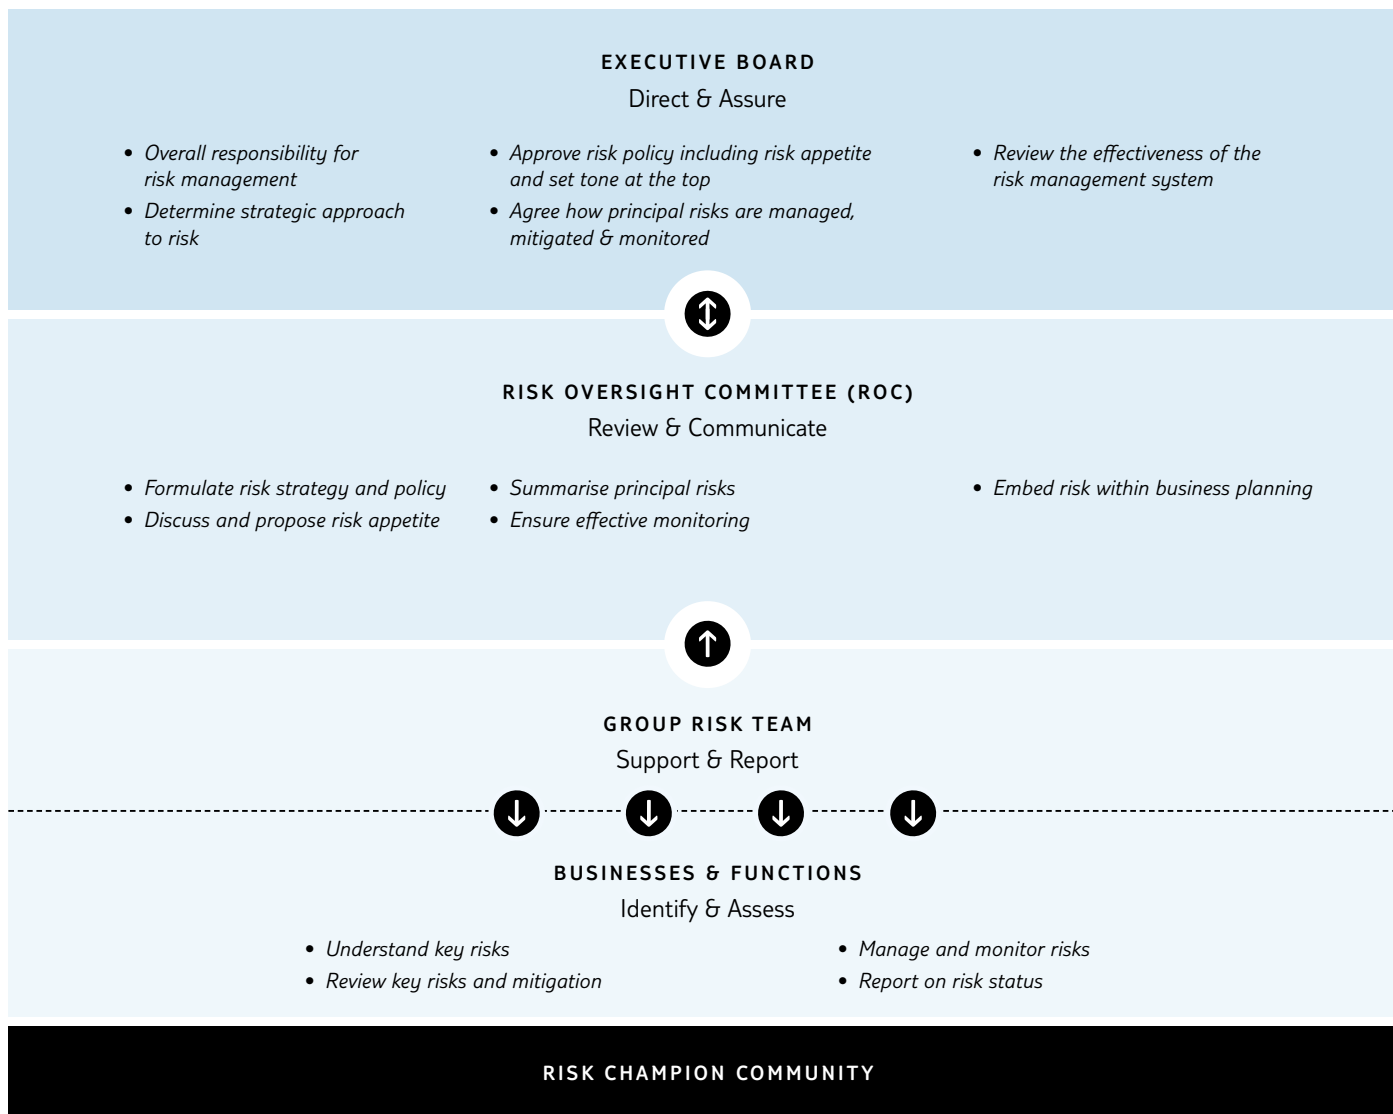 EXECUTIVE BOARD
Direct & Assure
• Overall responsibility for
risk management
• Determine strategic approach
to risk
• Approve risk policy including risk appetite
and set tone at the top
• Agree how principal risks are managed,
mitigated & monitored
• Review the effectiveness of the
risk management system
RISK OVERSIGHT COMMITTEE (ROC)
Review & Communicate
• Formulate risk strategy and policy
• Discuss and propose risk appetite
• Summarise principal risks
• Ensure effective monitoring
• Embed risk within business planning
GROUP RISK TEAM
Support & Report
BUSINESSES & FUNCTIONS
Identify & Assess
• Understand key risks
• Review key risks and mitigation
• Manage and monitor risks
• Report on risk status
RISK CHAMPION COMMUNITY